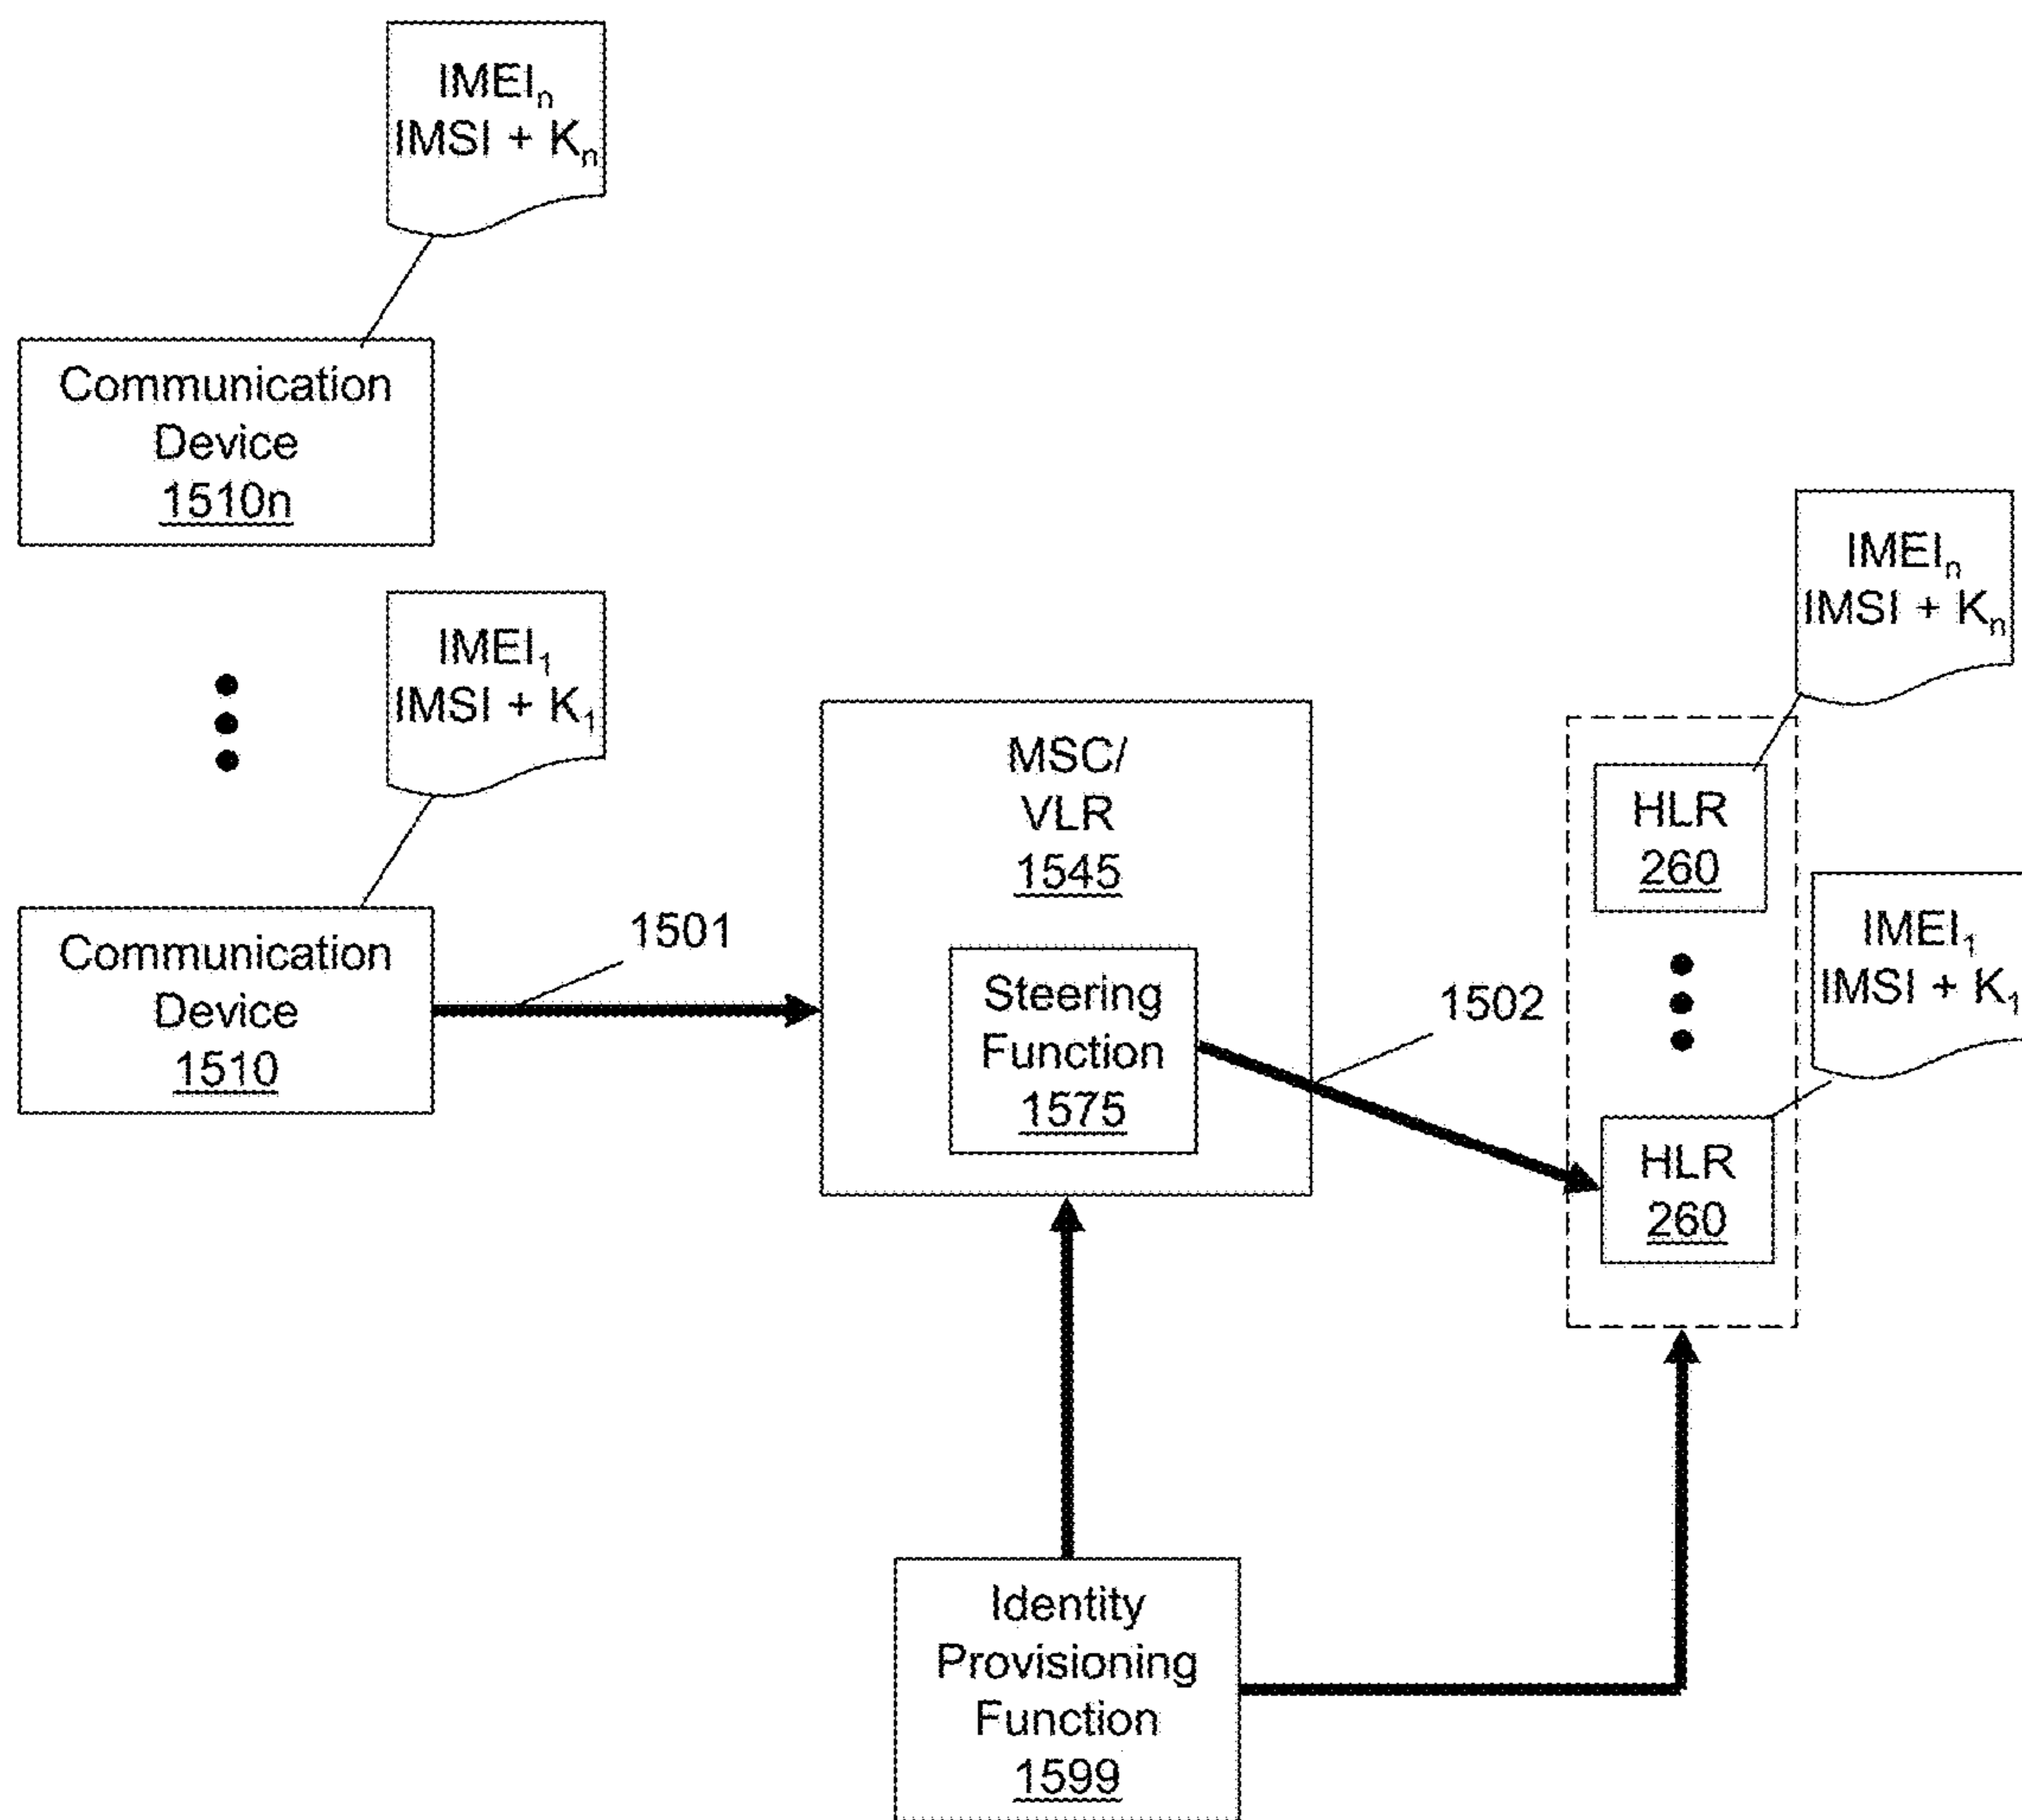 IMEIₙ
IMSI + Kₙ
Communication
Device
1510n
IMEI₁
IMSI + K₁
Communication
Device
1510
1501
MSC/
VLR
1545
Steering
Function
1575
1502
IMEIₙ
IMSI + Kₙ
HLR
260
IMEI₁
IMSI + K₁
HLR
260
Identity
Provisioning
Function
1599